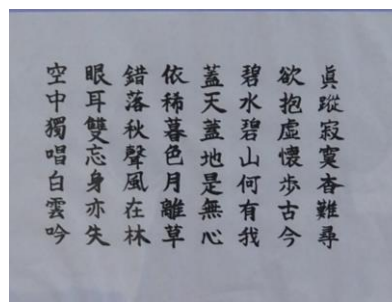 眞蹤寂寞杳難尋
欲抱虛懷步古今
碧水碧山何有我
蓋天蓋地是無心
依稀暮色月離草
錯落秋聲風在林
眼耳雙忘身亦失
空中獨唱白雲吟